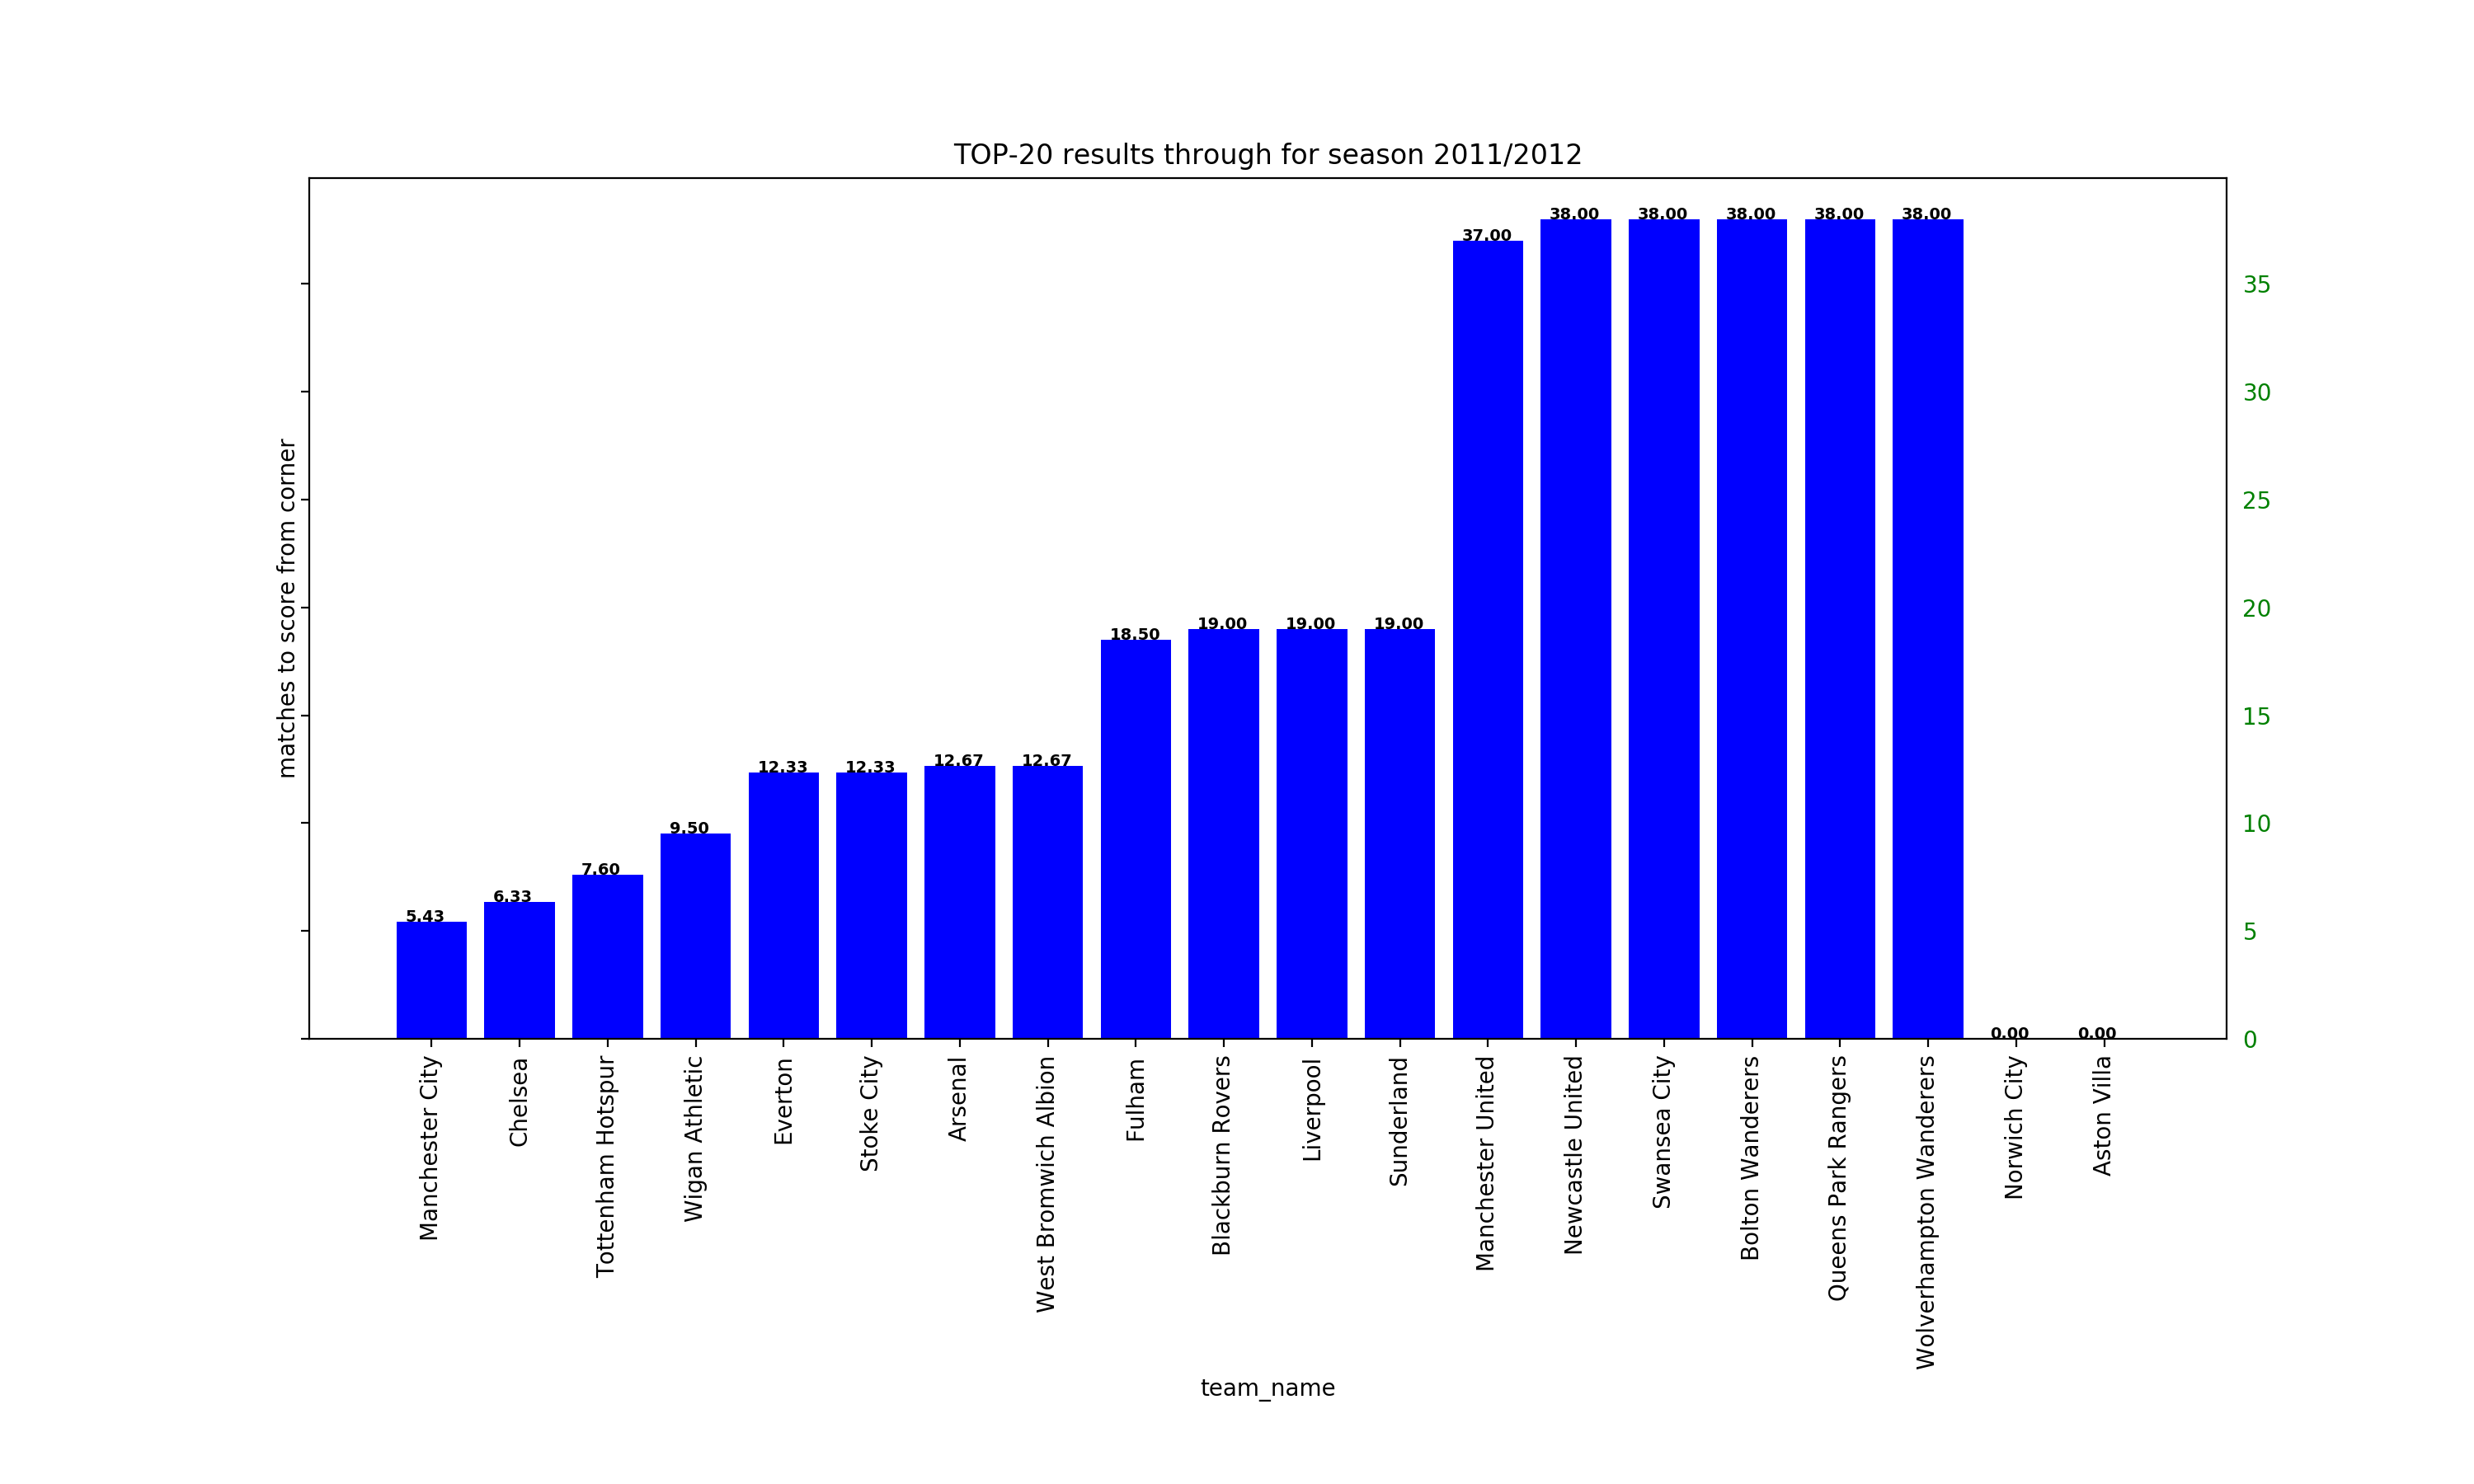 TOP-20 results through for season 2011/2012
matches to score from corner
35
30
25
20
15
10
5
0
5.43
6.33
7.60
9.50
12.33
12.33
12.67
12.67
18.50
19.00
19.00
19.00
37.00
38.00
38.00
38.00
38.00
38.00
0.00
0.00
Manchester City
Chelsea
Tottenham Hotspur
Wigan Athletic
Everton
Stoke City
Arsenal
West Bromwich Albion
Fulham
Blackburn Rovers
Liverpool
Sunderland
Manchester United
Newcastle United
Swansea City
Bolton Wanderers
Queens Park Rangers
Wolverhampton Wanderers
Norwich City
Aston Villa
team_name